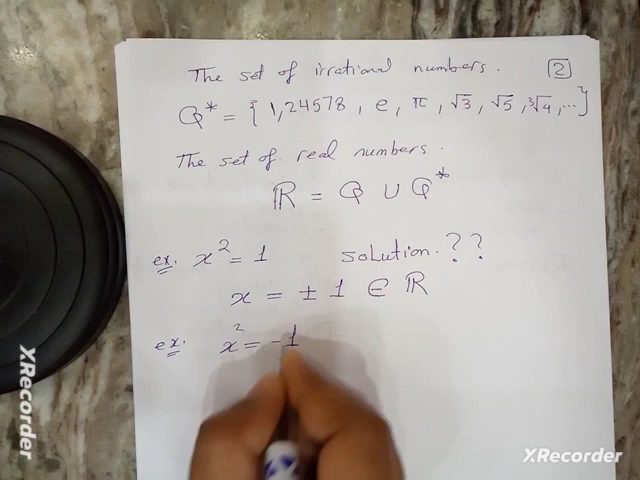 The set of irrational numbers. 2
Q* = { 1,24578, e, π, √3, √5, ∛4, ... }
The set of real numbers.
ℝ = Q ∪ Q*
ex. x² = 1 solution. ??
x = ± 1 ∈ ℝ
ex. x² = -1
XRecorder
XRecorder